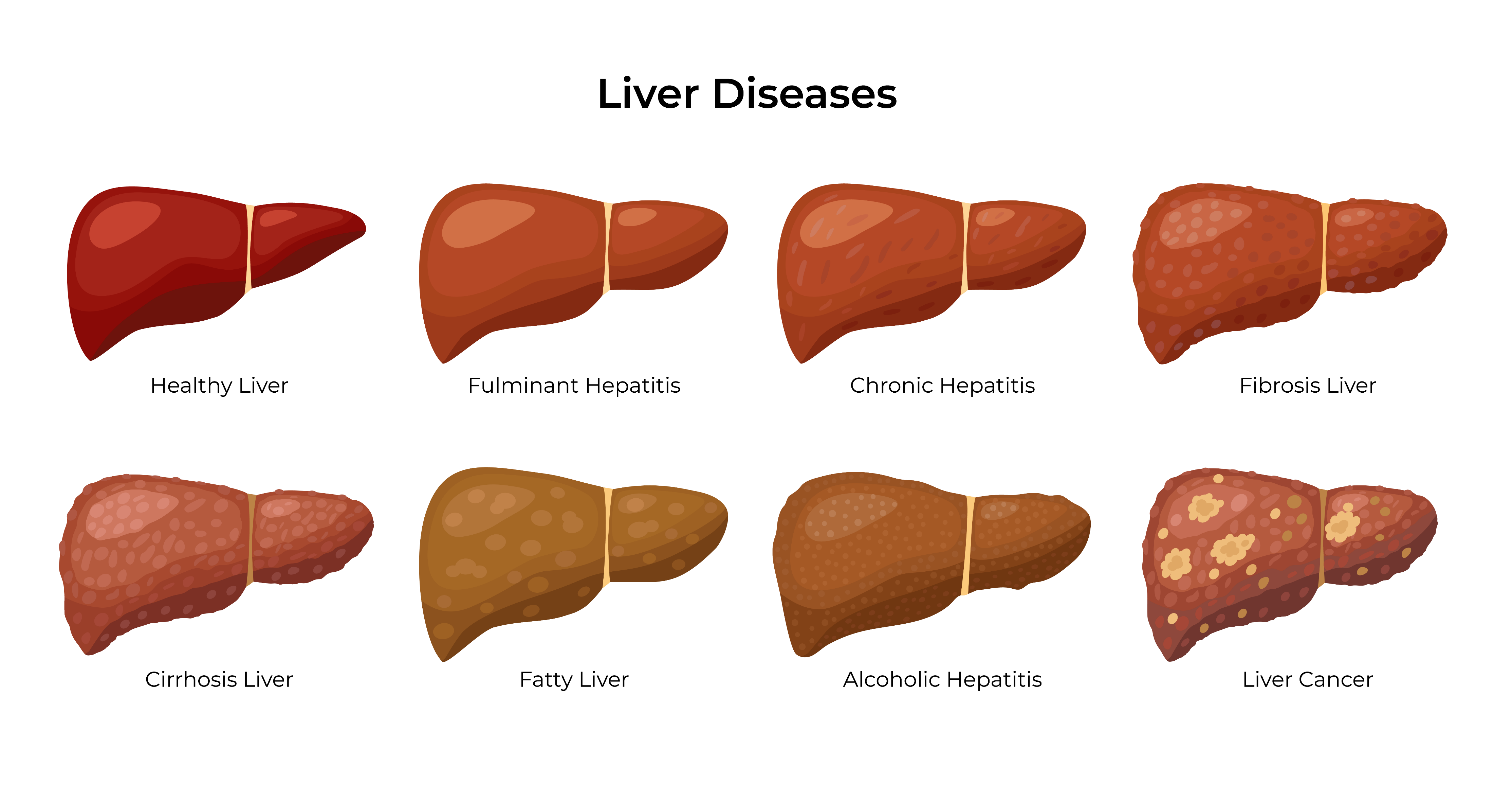 Liver Diseases
Healthy Liver
Fulminant Hepatitis
Chronic Hepatitis
Fibrosis Liver
Cirrhosis Liver
Fatty Liver
Alcoholic Hepatitis
Liver Cancer